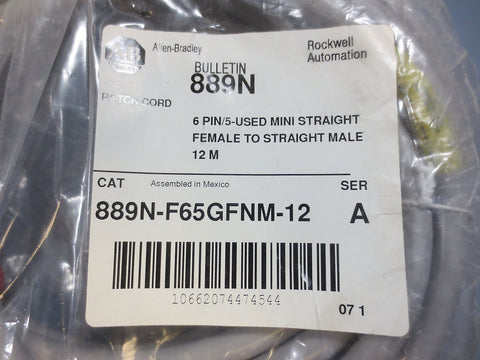 Allen-Bradley
Rockwell
Automation
BULLETIN
889N
PATCH CORD
6 PIN/5-USED MINI STRAIGHT
FEMALE TO STRAIGHT MALE
12 M
CAT Assembled in Mexico SER
889N-F65GFNM-12 A
10662074474544
07 1